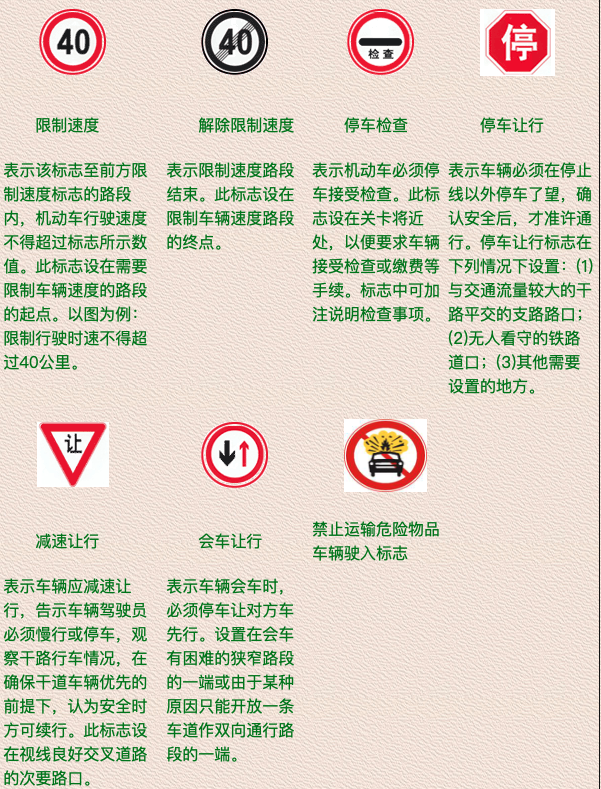 40
限制速度
表示该标志至前方限
制速度标志的路段
内，机动车行驶速度
不得超过标志所示数
值。此标志设在需要
限制车辆速度的路段
的起点。以图为例：
限制行驶时速不得超
过40公里。
40
解除限制速度
表示限制速度路段
结束。此标志设在
限制车辆速度路段
的终点。
检查
停车检查
表示机动车必须停
车接受检查。此标
志设在关卡将近
处，以便要求车辆
接受检查或缴费等
手续。标志中可加
注说明检查事项。
停
停车让行
表示车辆必须在停止
线以外停车了望，确
认安全后，才准许通
行。停车让行标志在
下列情况下设置：(1)
与交通流量较大的干
路平交的支路路口；
(2)无人看守的铁路
道口；(3)其他需要
设置的地方。
让
减速让行
表示车辆应减速让
行，告示车辆驾驶员
必须慢行或停车，观
察干路行车情况，在
确保干道车辆优先的
前提下，认为安全时
方可续行。此标志设
在视线良好交叉道路
的次要路口。
会车让行
表示车辆会车时，
必须停车让对方车
先行。设置在会车
有困难的狭窄路段
的一端或由于某种
原因只能开放一条
车道作双向通行路
段的一端。
禁止运输危险物品
车辆驶入标志